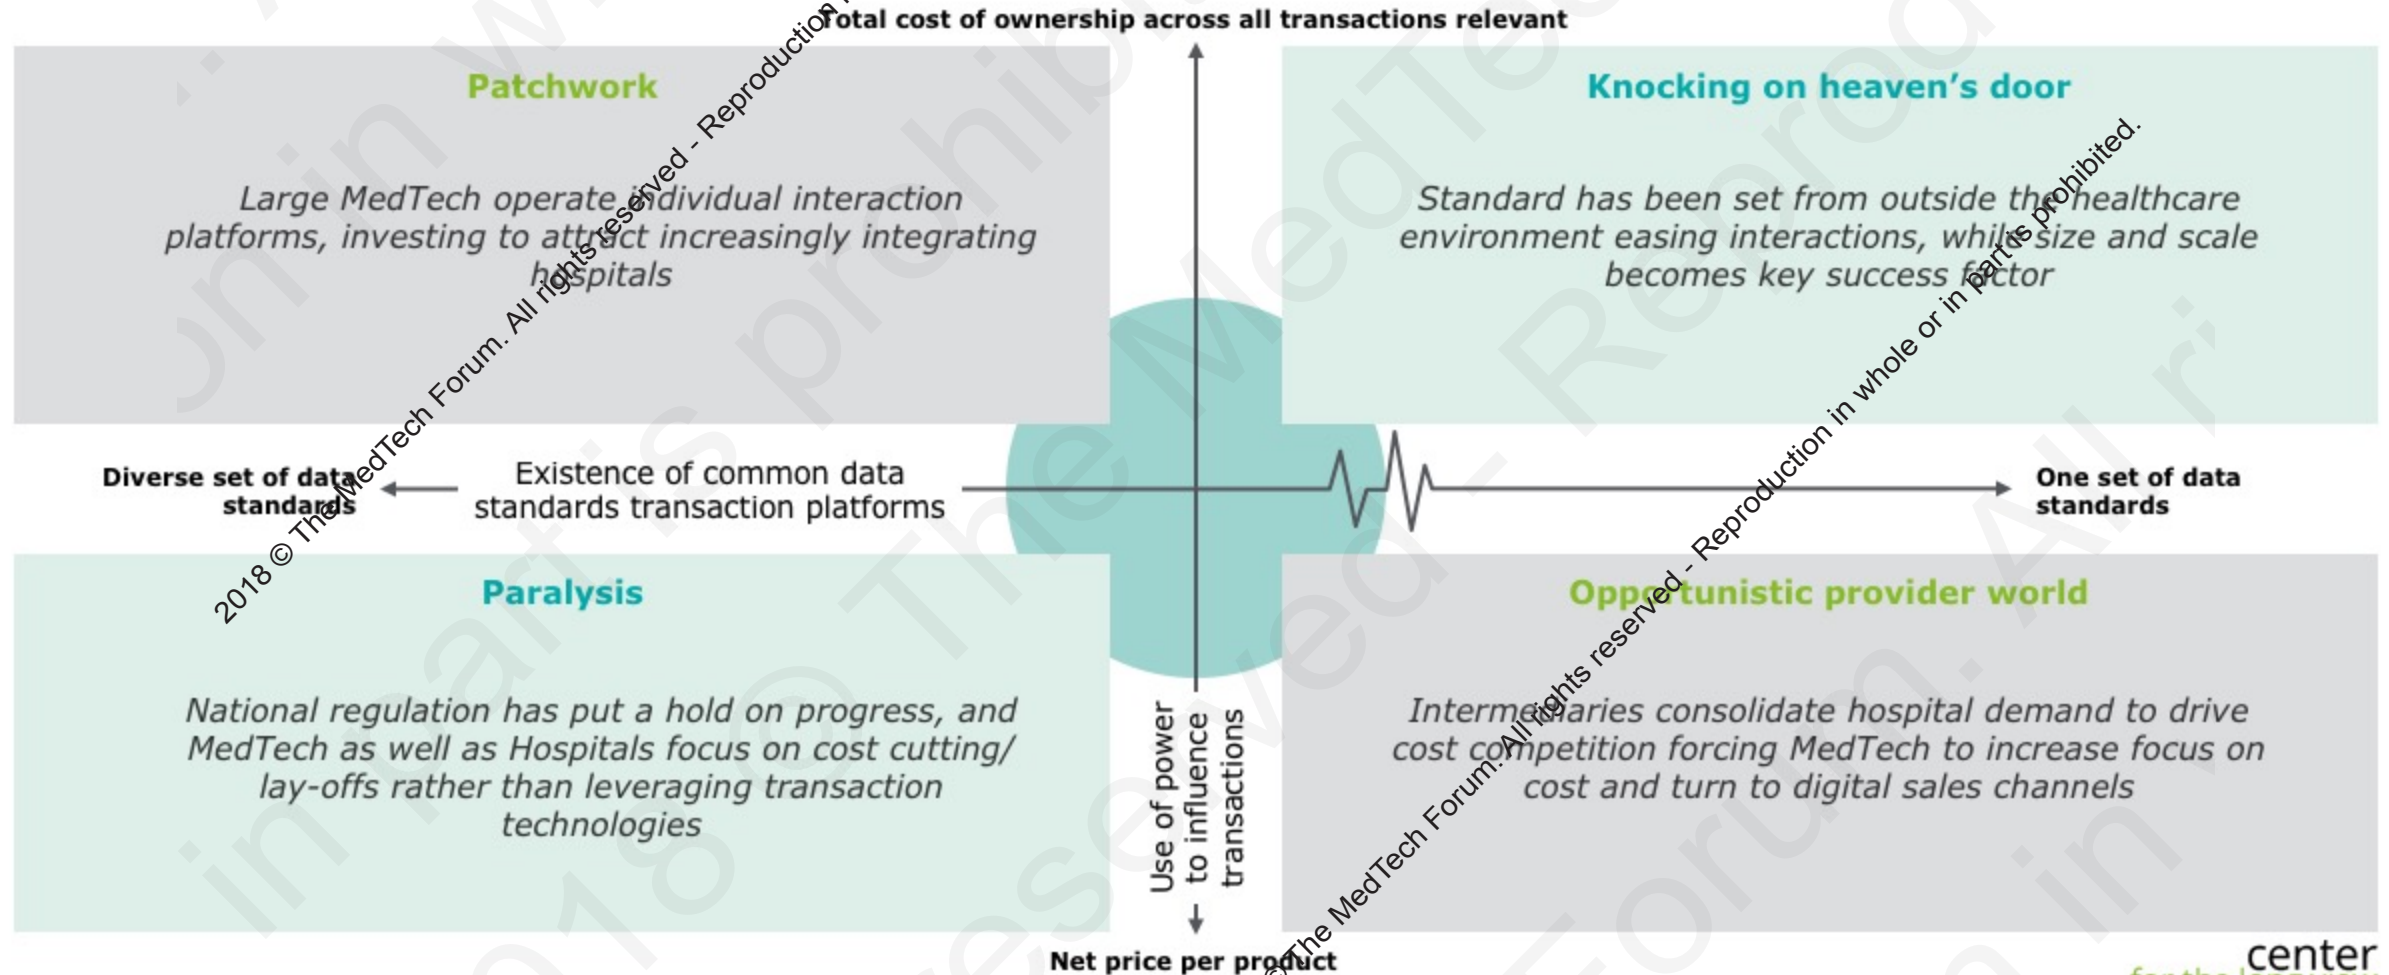 Total cost of ownership across all transactions relevant
Patchwork
Large MedTech operate individual interaction
platforms, investing to attract increasingly integrating
hospitals
Knocking on heaven's door
Standard has been set from outside the healthcare
environment easing interactions, while size and scale
becomes key success factor
Diverse set of data
standards
Existence of common data
standards transaction platforms
One set of data
standards
Paralysis
National regulation has put a hold on progress, and
MedTech as well as Hospitals focus on cost cutting/
lay-offs rather than leveraging transaction
technologies
Use of power
to influence
transactions
Opportunistic provider world
Intermediaries consolidate hospital demand to drive
cost competition forcing MedTech to increase focus on
cost and turn to digital sales channels
Net price per product
center
2018 © The MedTech Forum. All rights reserved - Reproduction
© The MedTech Forum. All rights reserved - Reproduction in whole or in part is prohibited.